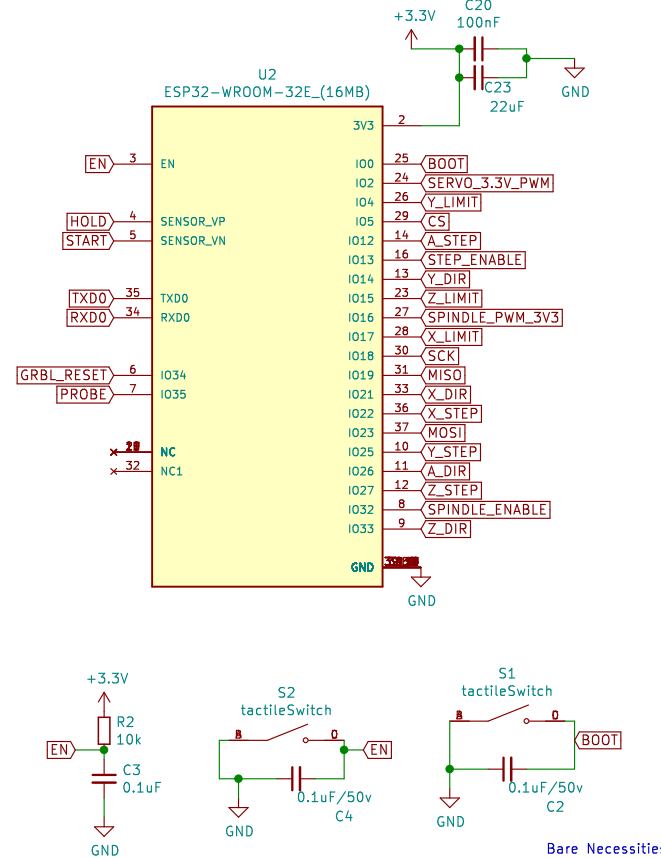 C20
+3.3V
100nF
C23
22uF
GND
U2
ESP32-WROOM-32E_(16MB)
2 3V3
EN 3 EN
IO0 25 BOOT
IO2 24 SERVO_3.3V_PWM
IO4 26 Y_LIMIT
HOLD 4 SENSOR_VP
IO5 29 CS
START 5 SENSOR_VN
IO12 14 A_STEP
IO13 16 STEP_ENABLE
IO14 13 Y_DIR
TXD0 35 TXD0
IO15 23 Z_LIMIT
RXD0 34 RXD0
IO16 27 SPINDLE_PWM_3V3
IO17 28 X_LIMIT
IO18 30 SCK
GRBL_RESET 6 IO34
IO19 31 MISO
PROBE 7 IO35
IO21 33 X_DIR
IO22 36 X_STEP
IO23 37 MOSI
NC
IO25 10 Y_STEP
32 NC1
IO26 11 A_DIR
IO27 12 Z_STEP
IO32 8 SPINDLE_ENABLE
IO33 9 Z_DIR
GND
GND
+3.3V
R2
10k
EN
C3
0.1uF
GND
S2
tactileSwitch
EN
0.1uF/50v
C4
GND
S1
tactileSwitch
BOOT
0.1uF/50v
C2
GND
Bare Necessitie